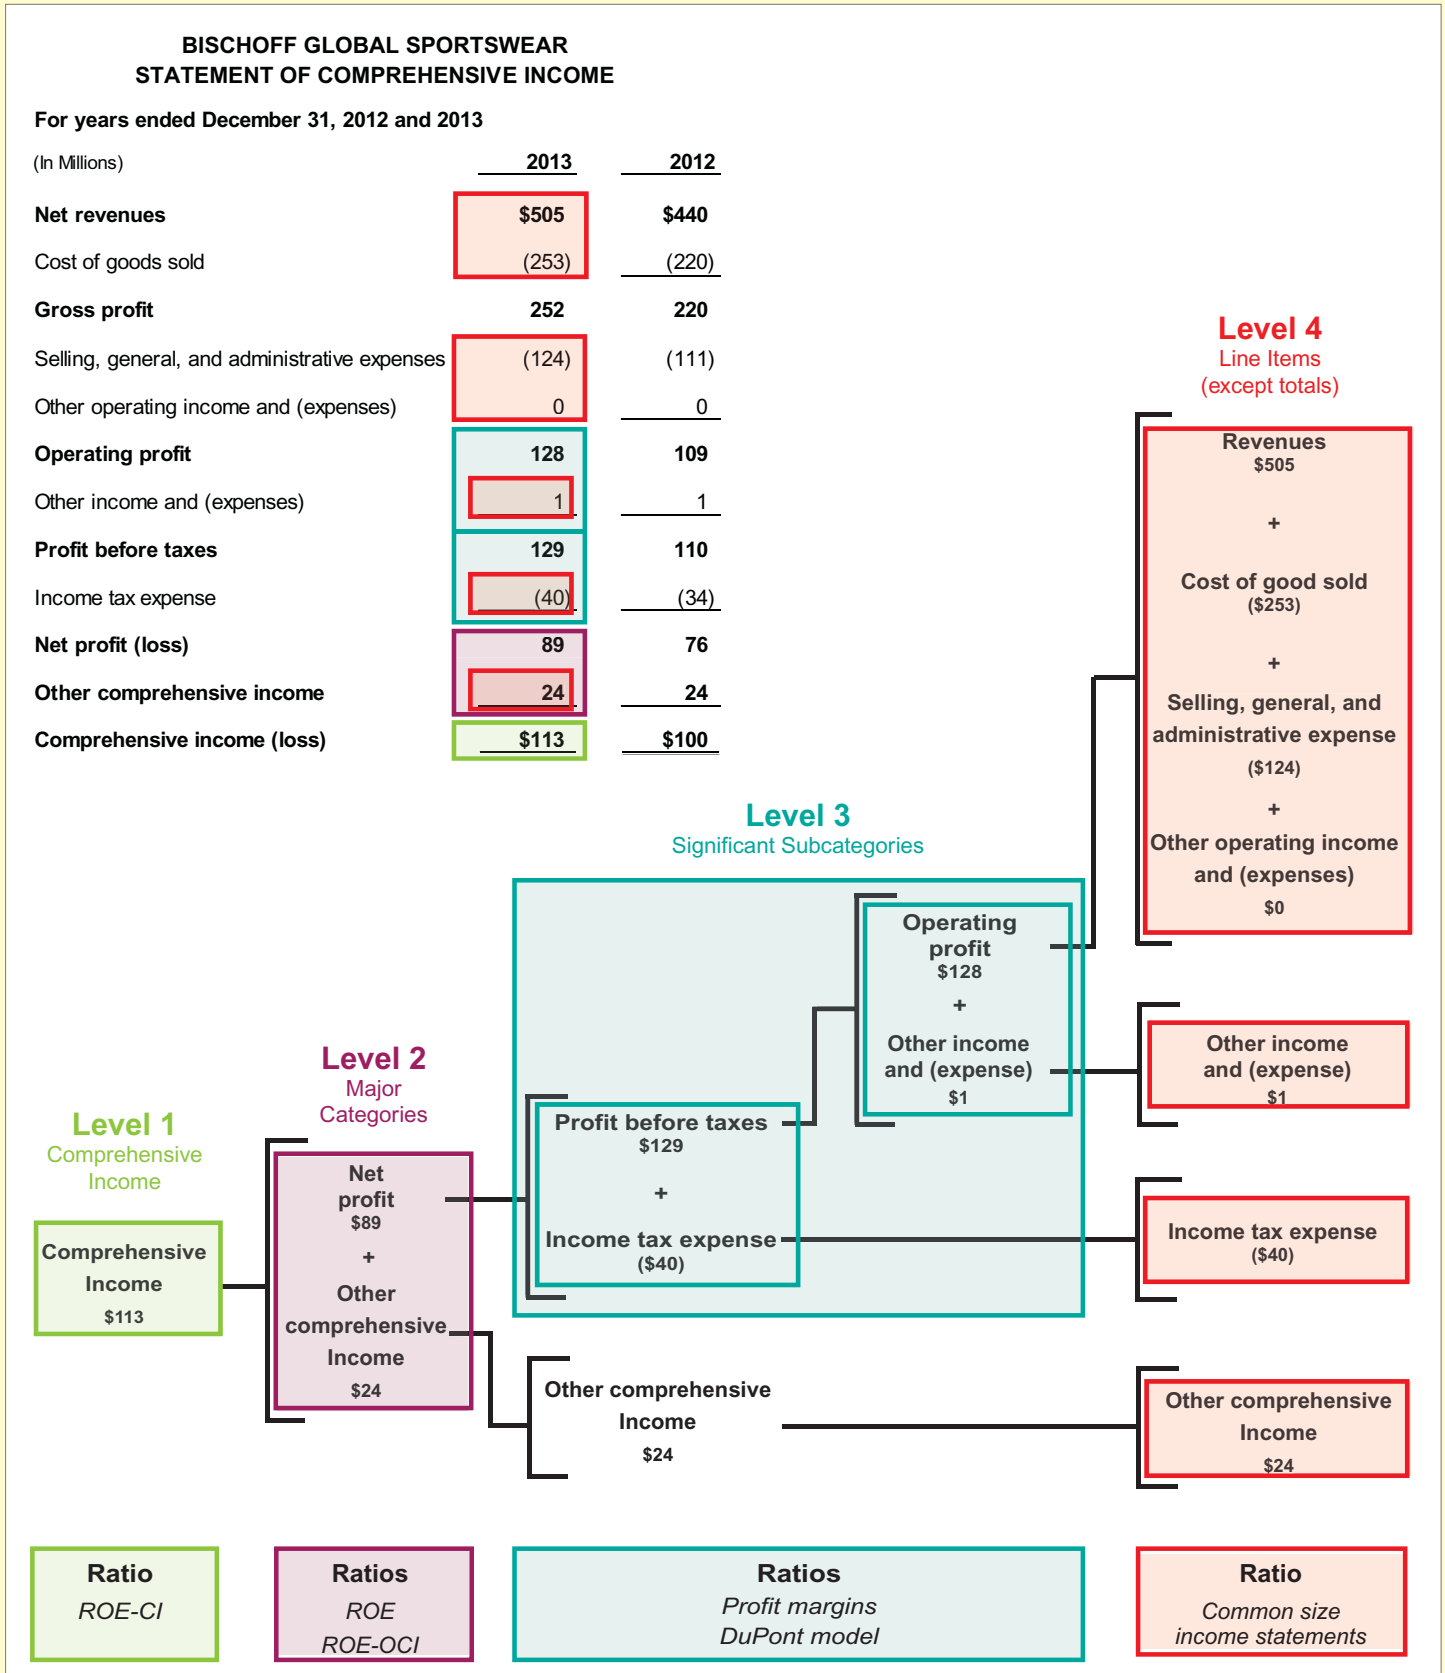 BISCHOFF GLOBAL SPORTSWEAR
STATEMENT OF COMPREHENSIVE INCOME
For years ended December 31, 2012 and 2013
(In Millions) 2013 2012
Net revenues $505 $440
Cost of goods sold (253) (220)
Gross profit 252 220
Selling, general, and administrative expenses (124) (111)
Other operating income and (expenses) 0 0
Operating profit 128 109
Other income and (expenses) 1 1
Profit before taxes 129 110
Income tax expense (40) (34)
Net profit (loss) 89 76
Other comprehensive income 24 24
Comprehensive income (loss) $113 $100
Level 1
Comprehensive
Income
Comprehensive
Income
$113
Level 2
Major
Categories
Net
profit
$89
+
Other
comprehensive
Income
$24
Level 3
Significant Subcategories
Profit before taxes
$129
+
Income tax expense
($40)
Operating
profit
$128
+
Other income
and (expense)
$1
Other comprehensive
Income
$24
Level 4
Line Items
(except totals)
Revenues
$505
+
Cost of good sold
($253)
+
Selling, general, and
administrative expense
($124)
+
Other operating income
and (expenses)
$0
Other income
and (expense)
$1
Income tax expense
($40)
Other comprehensive
Income
$24
Ratio
ROE-CI
Ratios
ROE
ROE-OCI
Ratios
Profit margins
DuPont model
Ratio
Common size
income statements